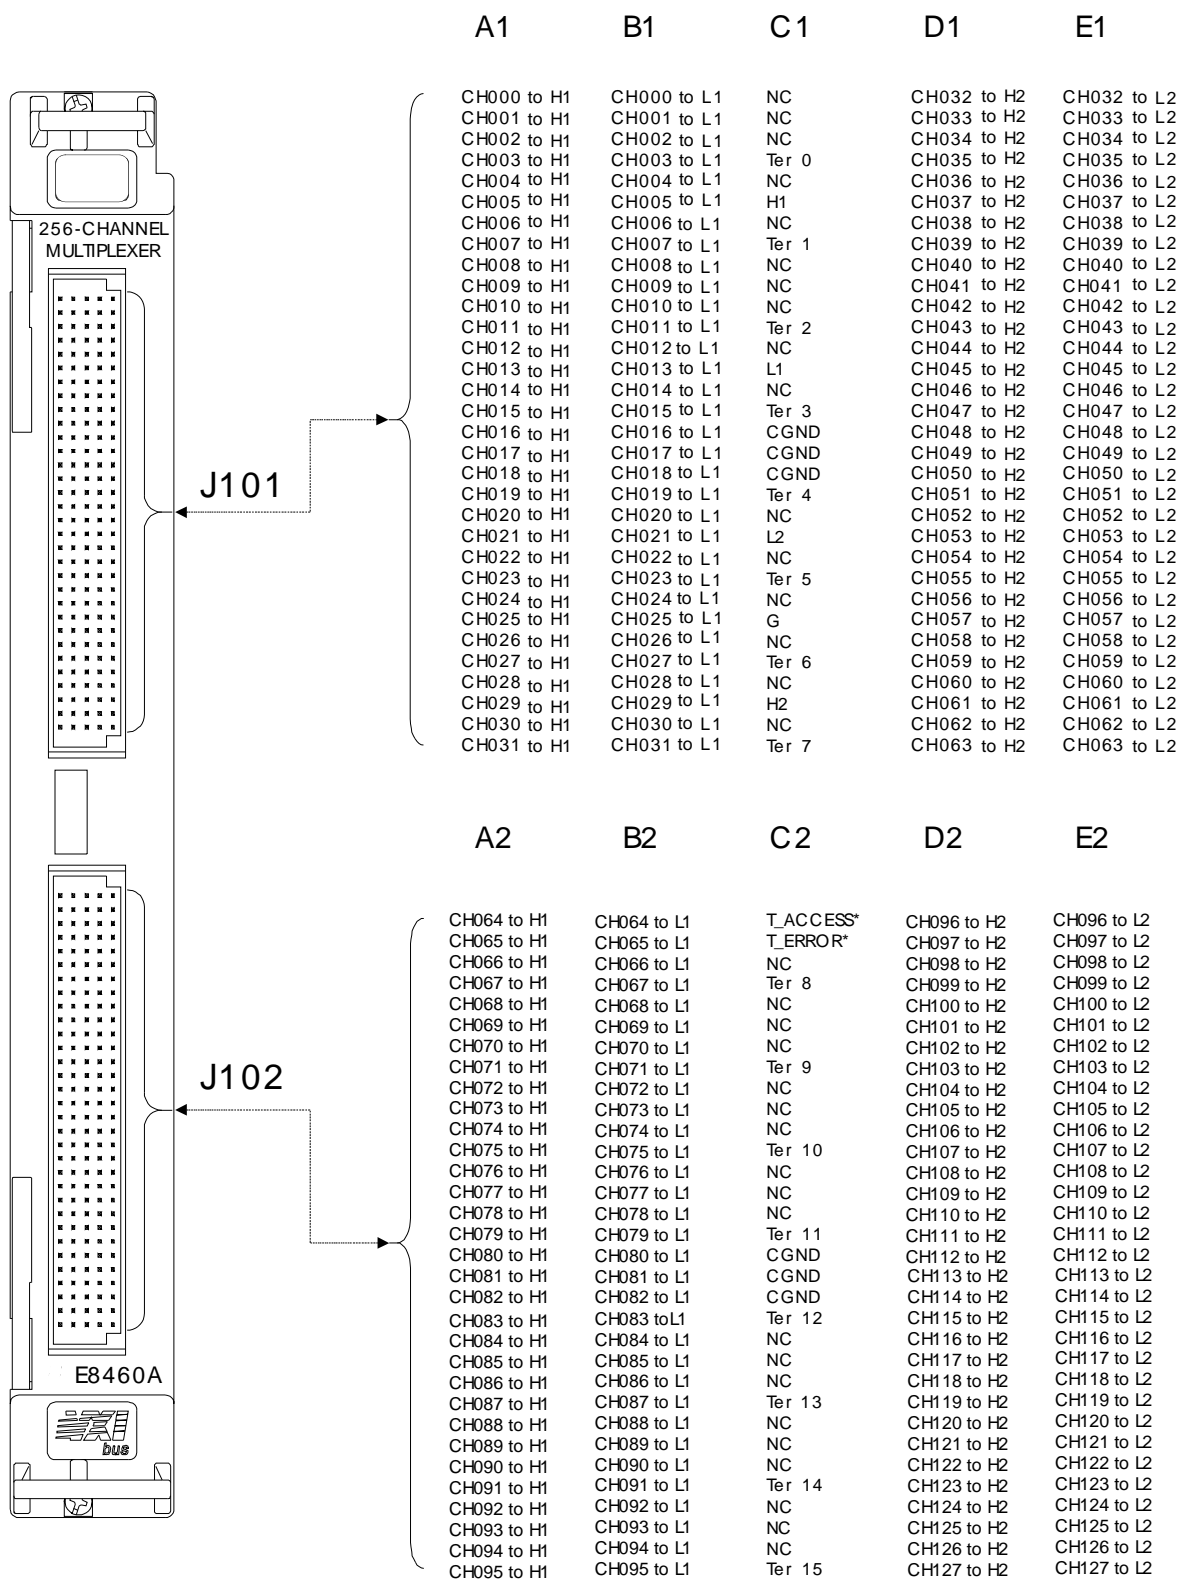 A1 B1 C1 D1 E1
CH000 to H1 CH000 to L1 NC CH032 to H2 CH032 to L2
CH001 to H1 CH001 to L1 NC CH033 to H2 CH033 to L2
CH002 to H1 CH002 to L1 NC CH034 to H2 CH034 to L2
CH003 to H1 CH003 to L1 Ter 0 CH035 to H2 CH035 to L2
CH004 to H1 CH004 to L1 NC CH036 to H2 CH036 to L2
CH005 to H1 CH005 to L1 H1 CH037 to H2 CH037 to L2
CH006 to H1 CH006 to L1 NC CH038 to H2 CH038 to L2
CH007 to H1 CH007 to L1 Ter 1 CH039 to H2 CH039 to L2
CH008 to H1 CH008 to L1 NC CH040 to H2 CH040 to L2
CH009 to H1 CH009 to L1 NC CH041 to H2 CH041 to L2
CH010 to H1 CH010 to L1 NC CH042 to H2 CH042 to L2
CH011 to H1 CH011 to L1 Ter 2 CH043 to H2 CH043 to L2
CH012 to H1 CH012 to L1 NC CH044 to H2 CH044 to L2
CH013 to H1 CH013 to L1 L1 CH045 to H2 CH045 to L2
CH014 to H1 CH014 to L1 NC CH046 to H2 CH046 to L2
CH015 to H1 CH015 to L1 Ter 3 CH047 to H2 CH047 to L2
CH016 to H1 CH016 to L1 CGND CH048 to H2 CH048 to L2
CH017 to H1 CH017 to L1 CGND CH049 to H2 CH049 to L2
CH018 to H1 CH018 to L1 CGND CH050 to H2 CH050 to L2
CH019 to H1 CH019 to L1 Ter 4 CH051 to H2 CH051 to L2
CH020 to H1 CH020 to L1 NC CH052 to H2 CH052 to L2
CH021 to H1 CH021 to L1 L2 CH053 to H2 CH053 to L2
CH022 to H1 CH022 to L1 NC CH054 to H2 CH054 to L2
CH023 to H1 CH023 to L1 Ter 5 CH055 to H2 CH055 to L2
CH024 to H1 CH024 to L1 NC CH056 to H2 CH056 to L2
CH025 to H1 CH025 to L1 G CH057 to H2 CH057 to L2
CH026 to H1 CH026 to L1 NC CH058 to H2 CH058 to L2
CH027 to H1 CH027 to L1 Ter 6 CH059 to H2 CH059 to L2
CH028 to H1 CH028 to L1 NC CH060 to H2 CH060 to L2
CH029 to H1 CH029 to L1 H2 CH061 to H2 CH061 to L2
CH030 to H1 CH030 to L1 NC CH062 to H2 CH062 to L2
CH031 to H1 CH031 to L1 Ter 7 CH063 to H2 CH063 to L2
256-CHANNEL
MULTIPLEXER
J101
A2 B2 C2 D2 E2
CH064 to H1 CH064 to L1 T_ACCESS* CH096 to H2 CH096 to L2
CH065 to H1 CH065 to L1 T_ERROR* CH097 to H2 CH097 to L2
CH066 to H1 CH066 to L1 NC CH098 to H2 CH098 to L2
CH067 to H1 CH067 to L1 Ter 8 CH099 to H2 CH099 to L2
CH068 to H1 CH068 to L1 NC CH100 to H2 CH100 to L2
CH069 to H1 CH069 to L1 NC CH101 to H2 CH101 to L2
CH070 to H1 CH070 to L1 NC CH102 to H2 CH102 to L2
CH071 to H1 CH071 to L1 Ter 9 CH103 to H2 CH103 to L2
CH072 to H1 CH072 to L1 NC CH104 to H2 CH104 to L2
CH073 to H1 CH073 to L1 NC CH105 to H2 CH105 to L2
CH074 to H1 CH074 to L1 NC CH106 to H2 CH106 to L2
CH075 to H1 CH075 to L1 Ter 10 CH107 to H2 CH107 to L2
CH076 to H1 CH076 to L1 NC CH108 to H2 CH108 to L2
CH077 to H1 CH077 to L1 NC CH109 to H2 CH109 to L2
CH078 to H1 CH078 to L1 NC CH110 to H2 CH110 to L2
CH079 to H1 CH079 to L1 Ter 11 CH111 to H2 CH111 to L2
CH080 to H1 CH080 to L1 CGND CH112 to H2 CH112 to L2
CH081 to H1 CH081 to L1 CGND CH113 to H2 CH113 to L2
CH082 to H1 CH082 to L1 CGND CH114 to H2 CH114 to L2
CH083 to H1 CH083 toL1 Ter 12 CH115 to H2 CH115 to L2
CH084 to H1 CH084 to L1 NC CH116 to H2 CH116 to L2
CH085 to H1 CH085 to L1 NC CH117 to H2 CH117 to L2
CH086 to H1 CH086 to L1 NC CH118 to H2 CH118 to L2
CH087 to H1 CH087 to L1 Ter 13 CH119 to H2 CH119 to L2
CH088 to H1 CH088 to L1 NC CH120 to H2 CH120 to L2
CH089 to H1 CH089 to L1 NC CH121 to H2 CH121 to L2
CH090 to H1 CH090 to L1 NC CH122 to H2 CH122 to L2
CH091 to H1 CH091 to L1 Ter 14 CH123 to H2 CH123 to L2
CH092 to H1 CH092 to L1 NC CH124 to H2 CH124 to L2
CH093 to H1 CH093 to L1 NC CH125 to H2 CH125 to L2
CH094 to H1 CH094 to L1 NC CH126 to H2 CH126 to L2
CH095 to H1 CH095 to L1 Ter 15 CH127 to H2 CH127 to L2
J102
E8460A
VXI
bus